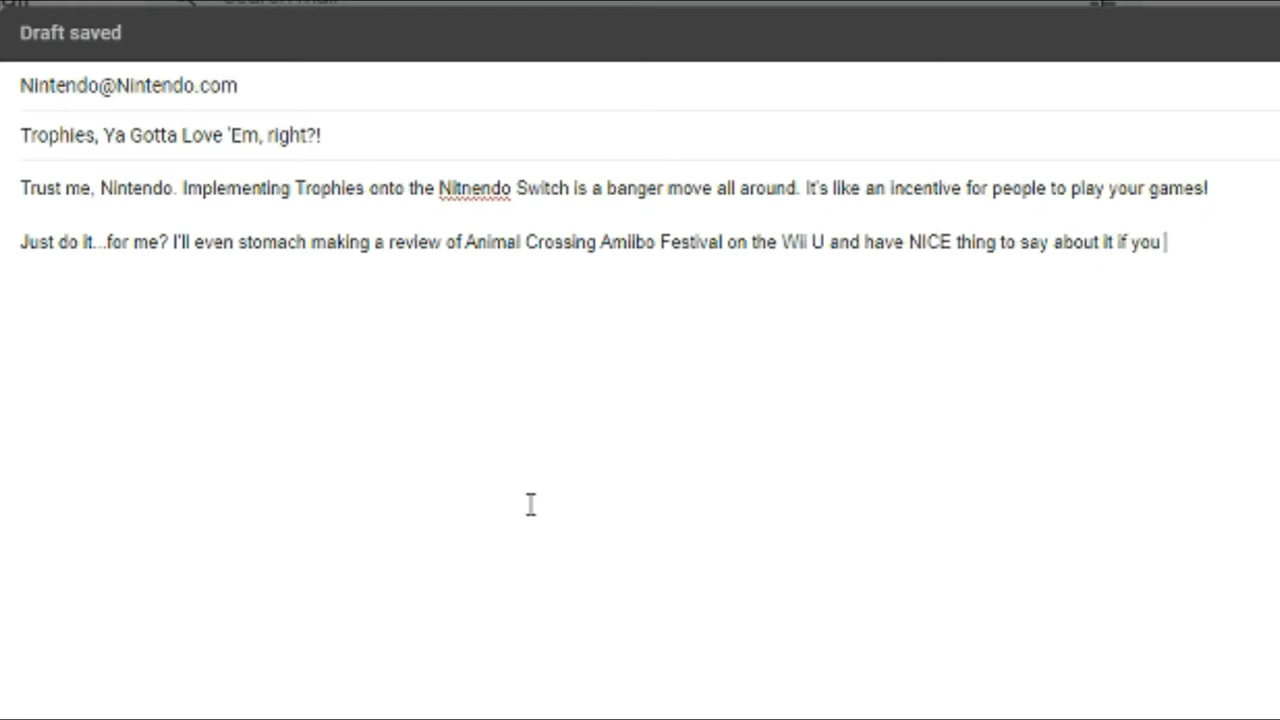 Draft saved
Nintendo@Nintendo.com
Trophies, Ya Gotta Love 'Em, right?!
Trust me, Nintendo. Implementing Trophies onto the Nitnendo Switch is a banger move all around. It's like an incentive for people to play your games!
Just do it...for me? I'll even stomach making a review of Animal Crossing Amiibo Festival on the Wii U and have NICE thing to say about it if you